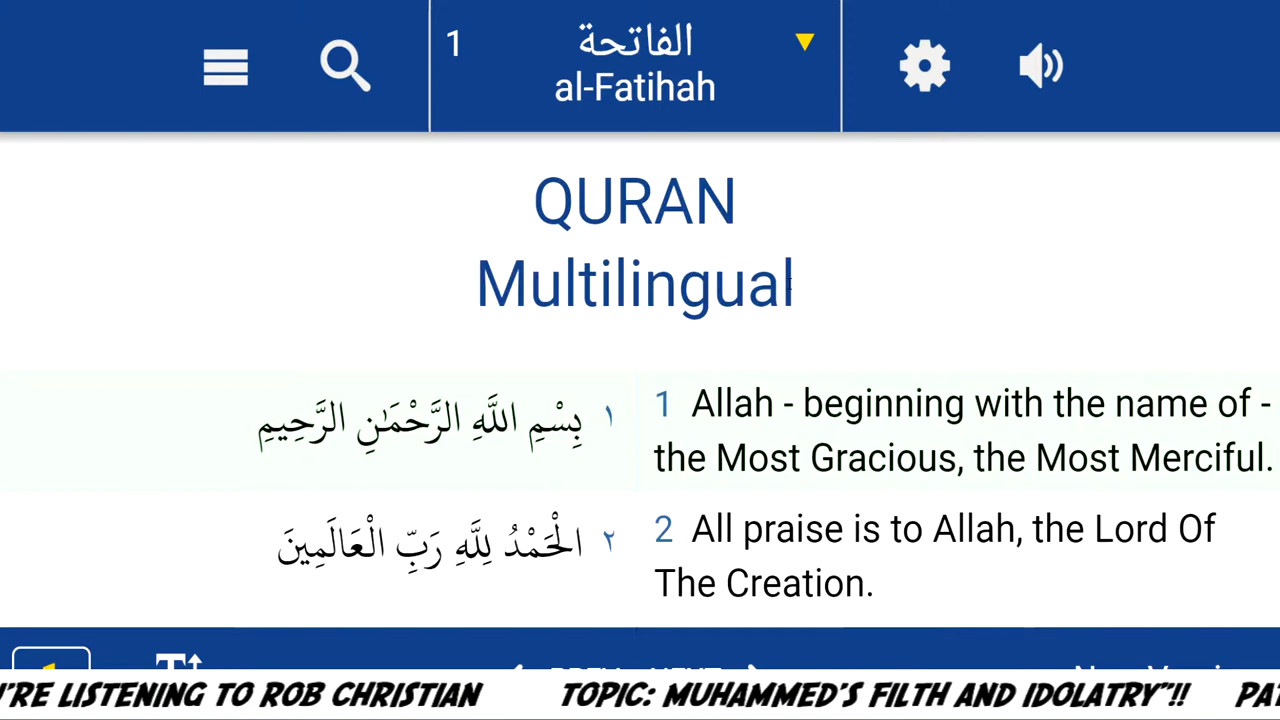 1
الفاتحة
al-Fatihah
QURAN
Multilingual
١ بِسْمِ اللَّهِ الرَّحْمَٰنِ الرَّحِيمِ
1 Allah - beginning with the name of -
the Most Gracious, the Most Merciful.
٢ الْحَمْدُ لِلَّهِ رَبِّ الْعَالَمِينَ
2 All praise is to Allah, the Lord Of
The Creation.
'RE LISTENING TO ROB CHRISTIAN TOPIC: MUHAMMED'S FILTH AND IDOLATRY"!! PA